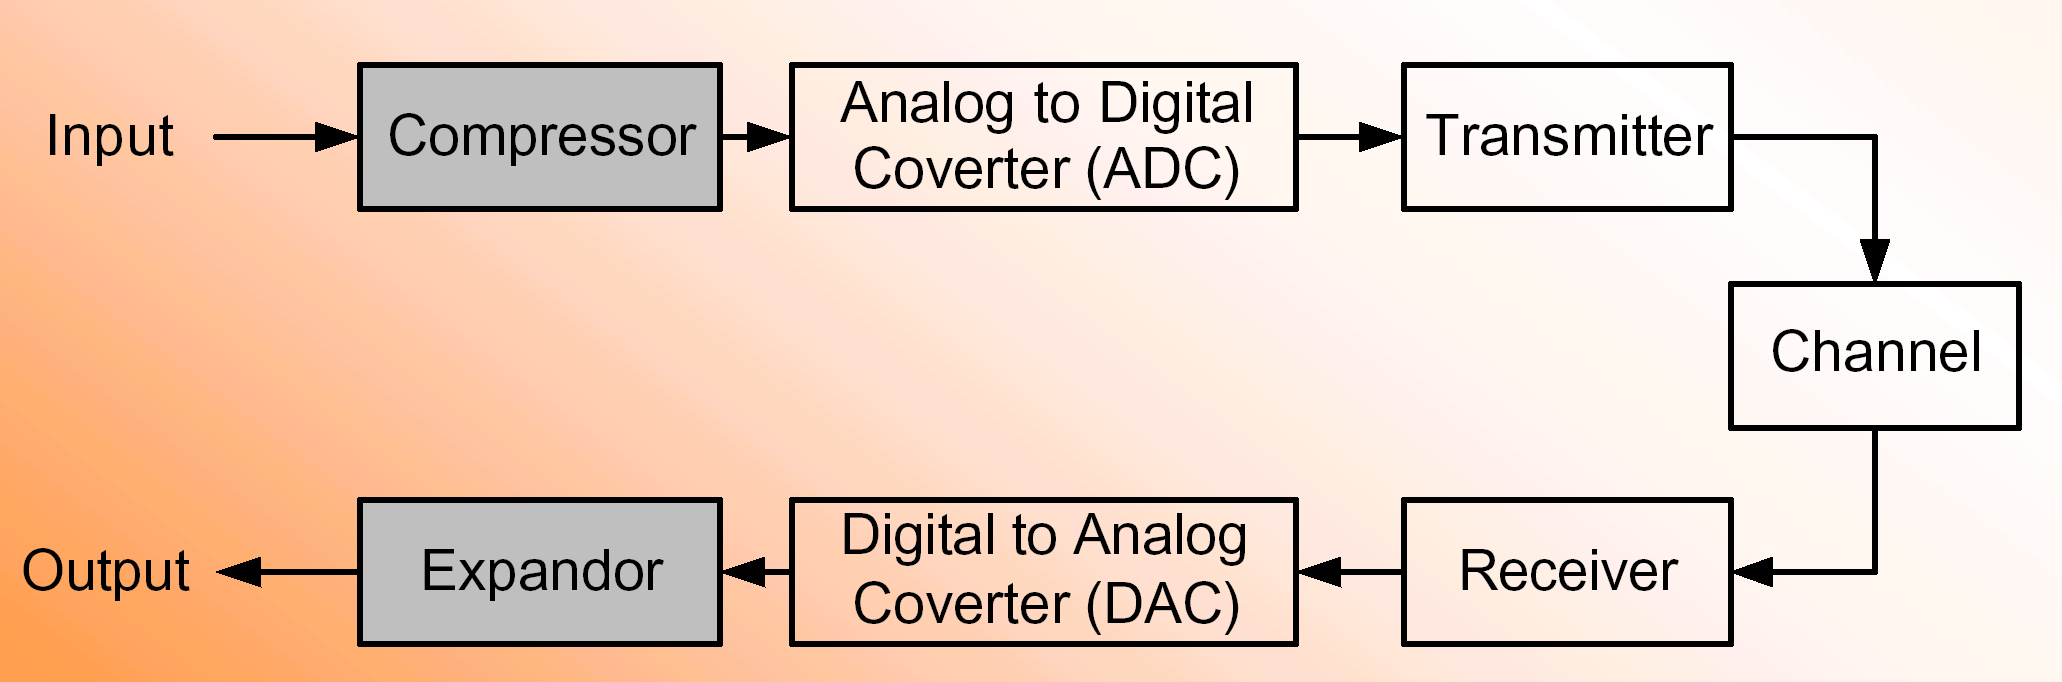 Input
Compressor
Analog to Digital
Coverter (ADC)
Transmitter
Channel
Receiver
Digital to Analog
Coverter (DAC)
Expandor
Output